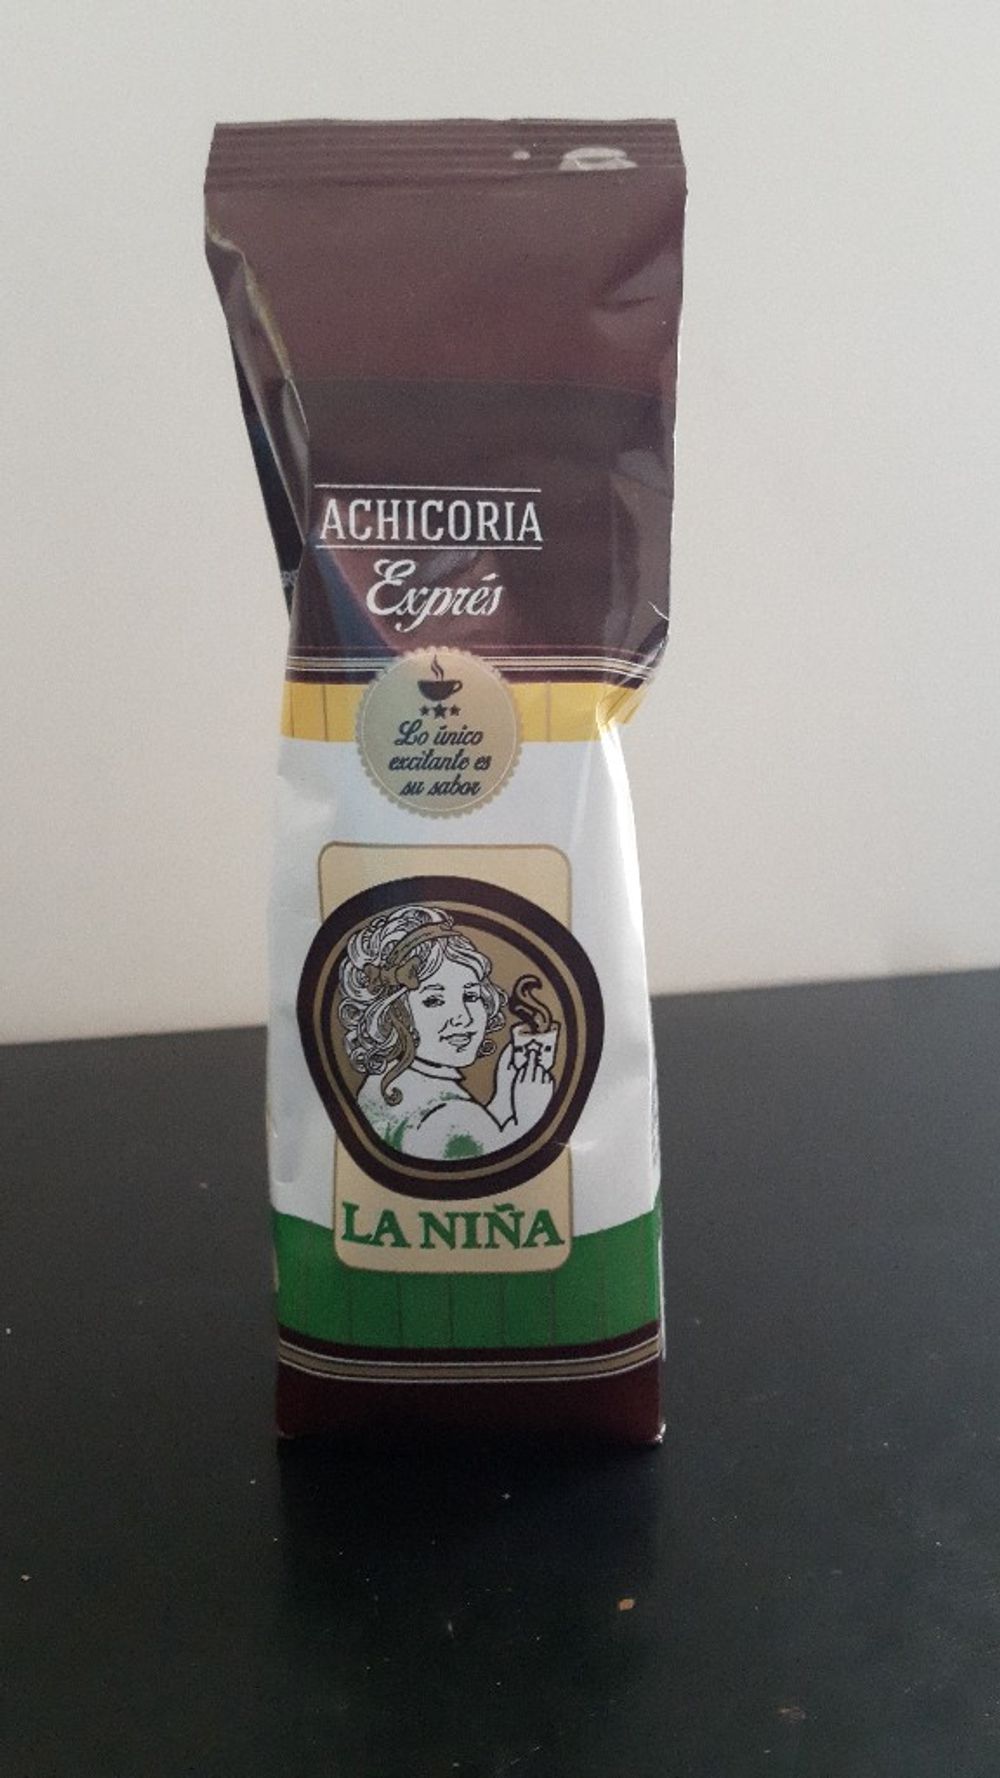 ACHICORIA
Exprés
Lo único
excitante es
su sabor
LA NIÑA